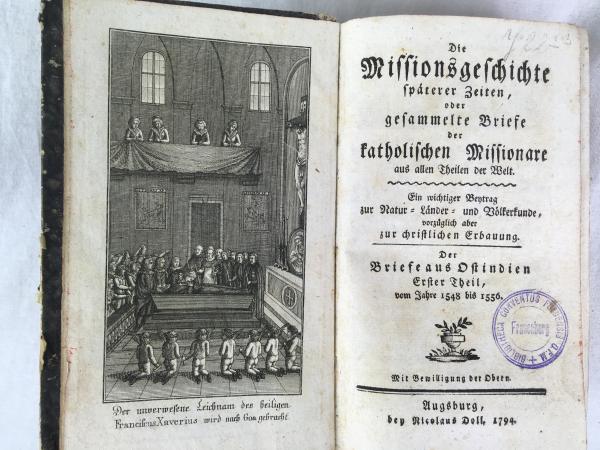 Der unverwesene Leichnam des heiligen
Franciscus Xaverius wird nach Goa gebracht.
Die
Missionsgeschichte
späterer Zeiten,
oder
gesammelte Briefe
der
katholischen Missionare
aus allen Theilen der Welt.
Ein wichtiger Beytrag
zur Natur- Länder- und Völkerkunde,
vorzüglich aber
zur christlichen Erbauung.
Der
Briefe aus Ostindien
Erster Theil,
vom Jahre 1548 bis 1556.
BIBLIOTHECA CONVENTUS
O.F.M.
Frauenberg
Mit Bewilligung der Obern.
Augsburg,
bey Nicolaus Doll, 1794.